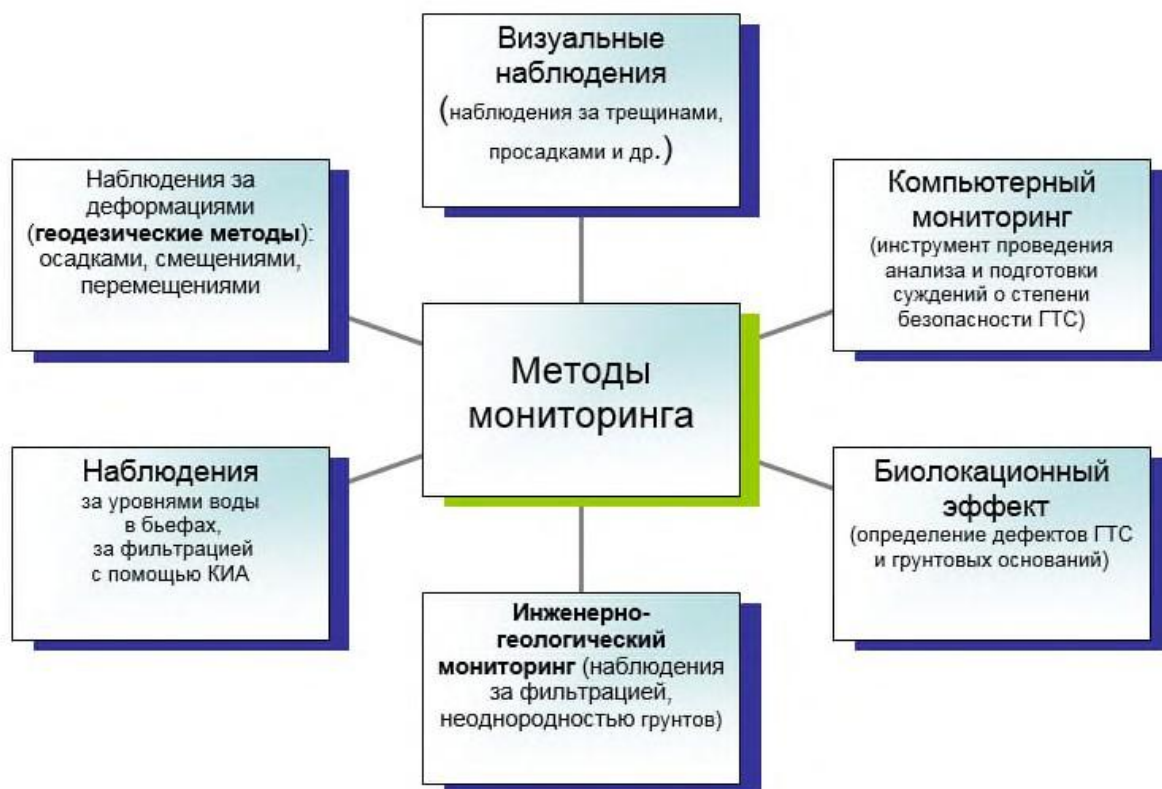 Визуальные
наблюдения
(наблюдения за трещинами,
просадками и др.)
Наблюдения за
деформациями
(геодезические методы):
осадками, смещениями,
перемещениями
Компьютерный
мониторинг
(инструмент проведения
анализа и подготовки
суждений о степени
безопасности ГТС)
Методы
мониторинга
Наблюдения
за уровнями воды
в бьефах,
за фильтрацией
с помощью КИА
Биолокационный
эффект
(определение дефектов ГТС
и грунтовых оснований)
Инженерно-
геологический
мониторинг (наблюдения
за фильтрацией,
неоднородностью грунтов)